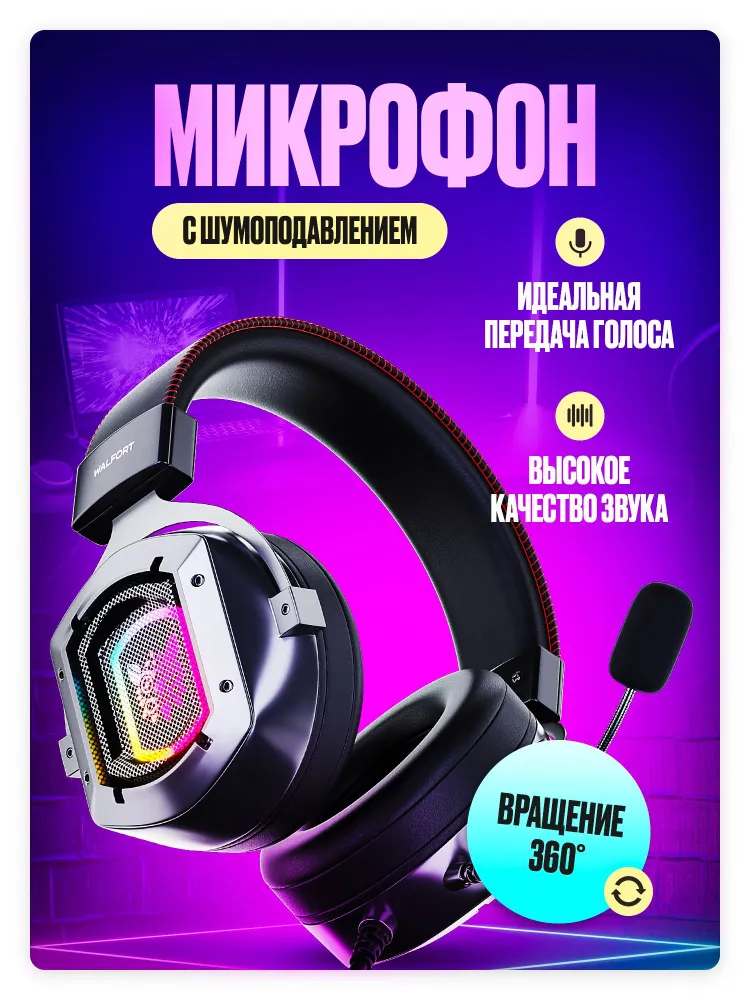 МИКРОФОН
С ШУМОПОДАВЛЕНИЕМ
ИДЕАЛЬНАЯ
ПЕРЕДАЧА ГОЛОСА
ВЫСОКОЕ
КАЧЕСТВО ЗВУКА
WALFORT
ВРАЩЕНИЕ
360°